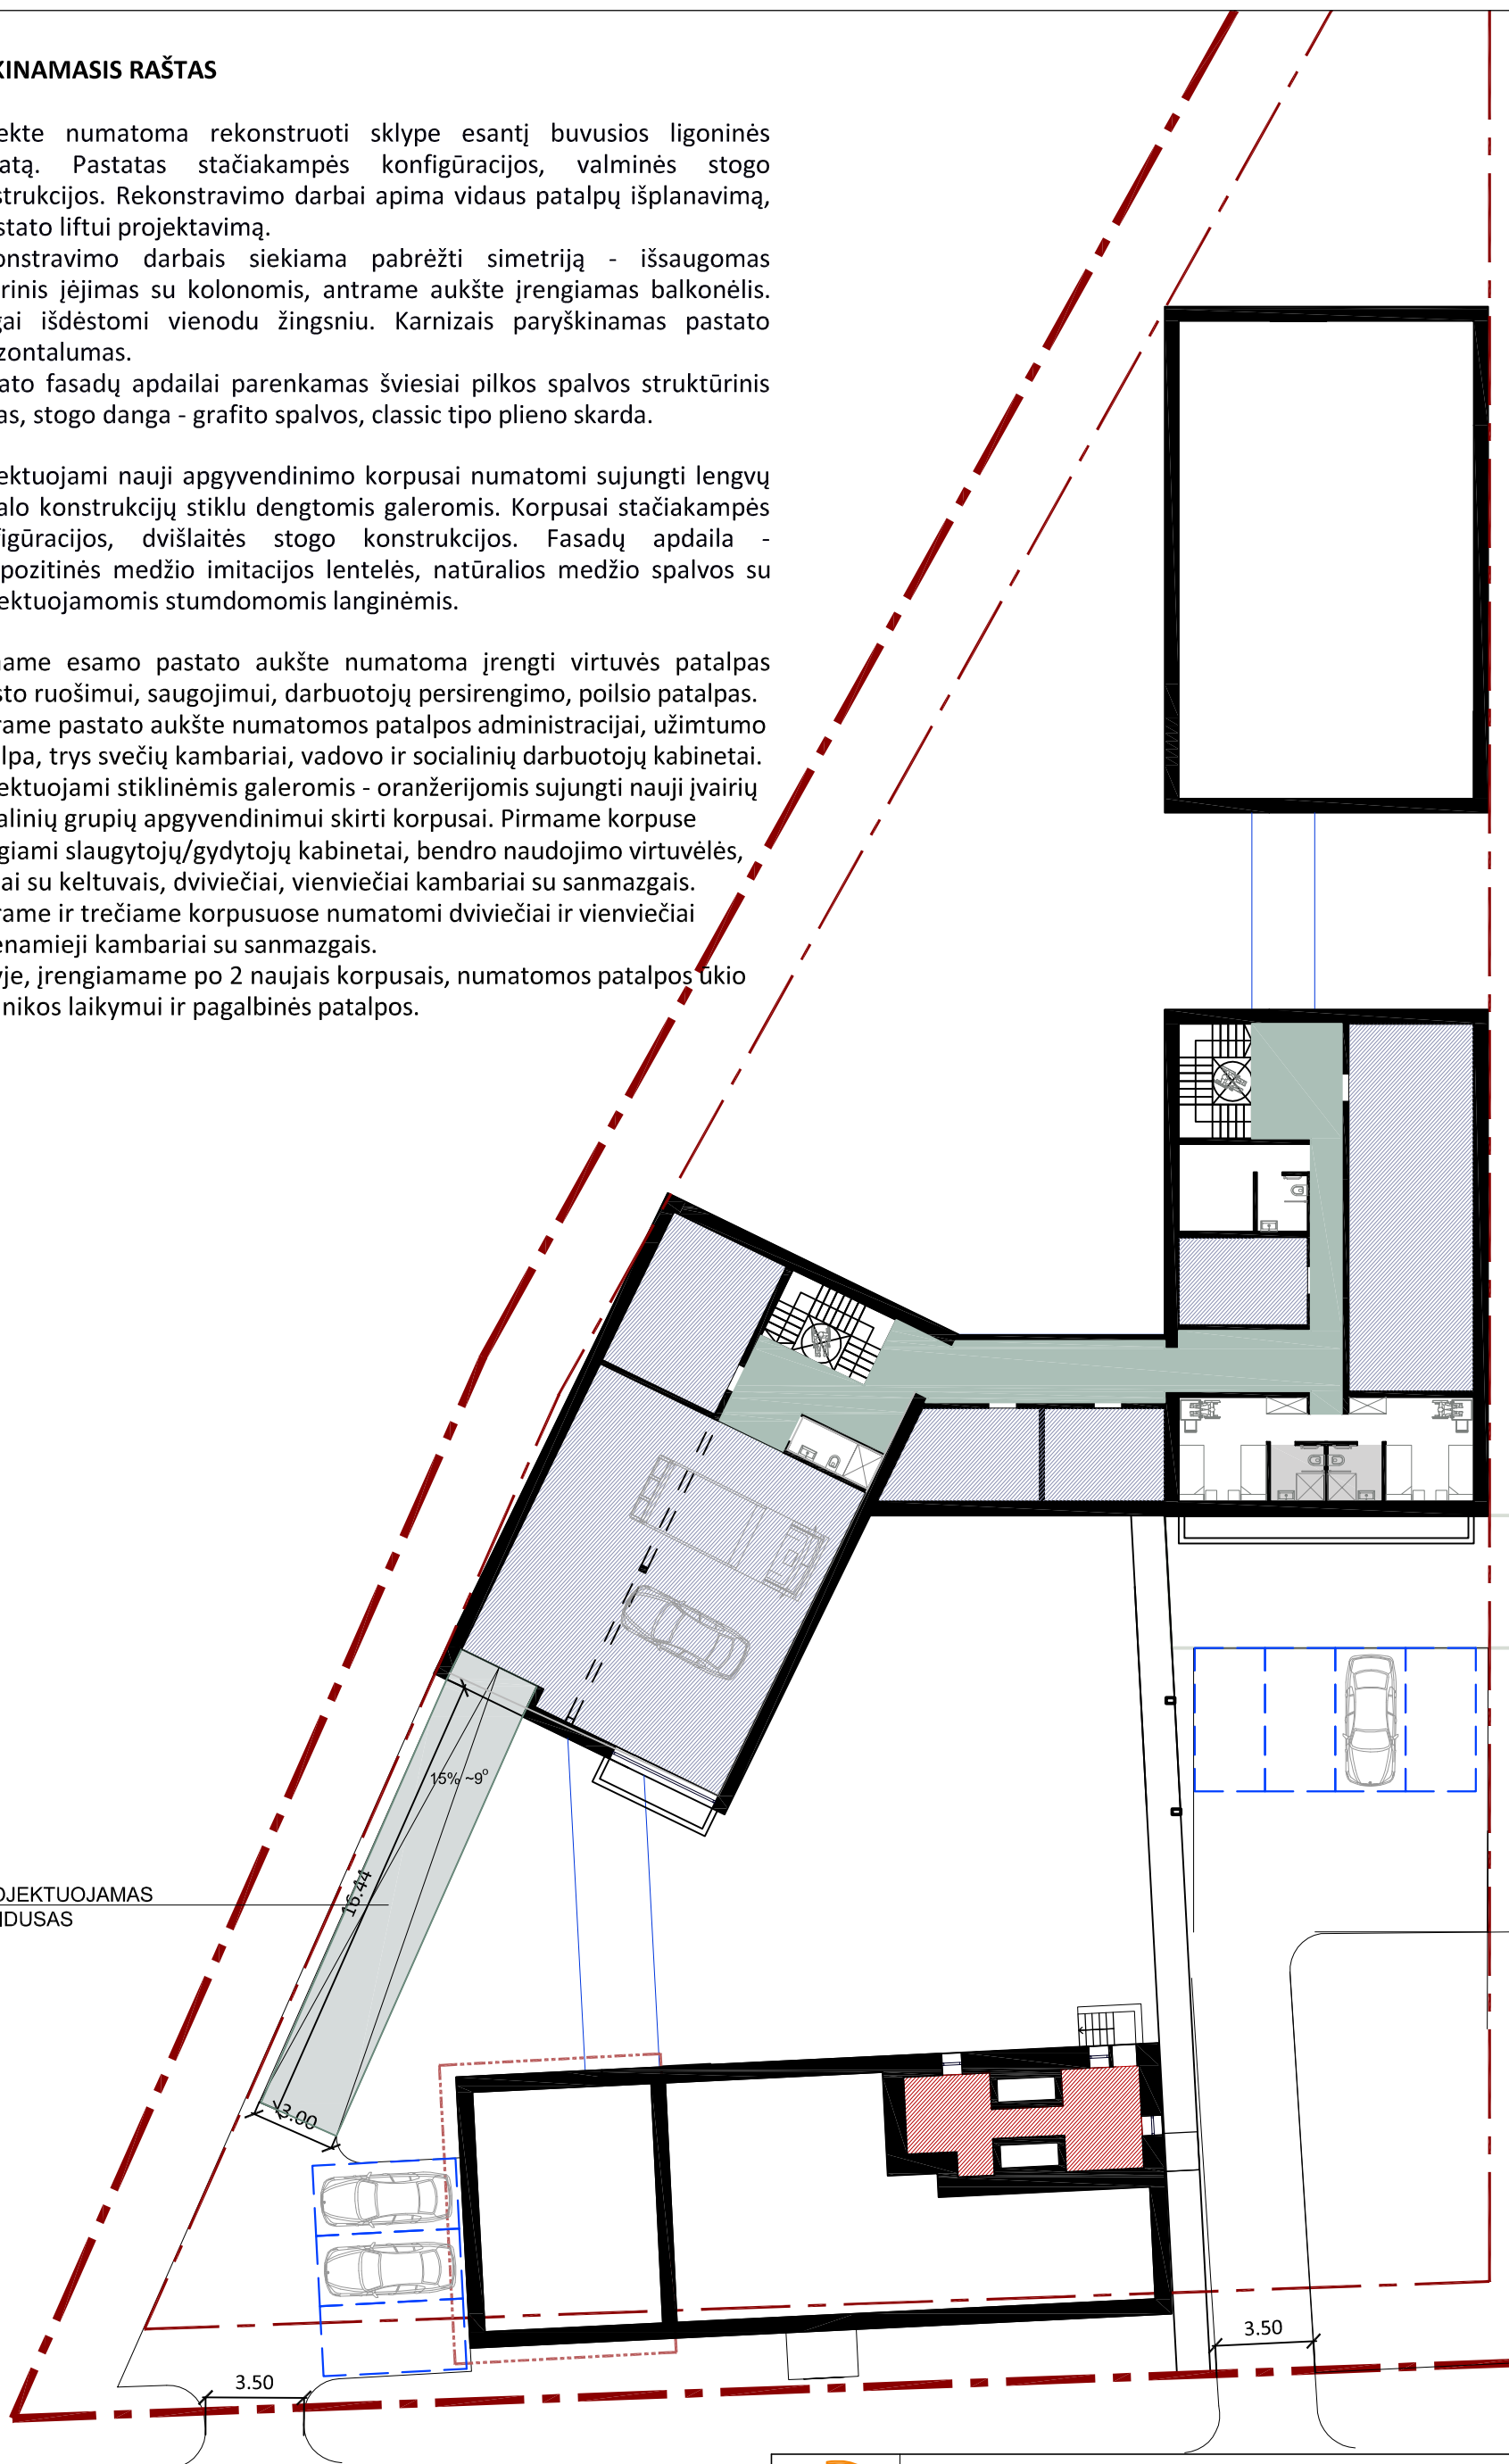 KINAMASIS RAŠTAS
ekte numatoma rekonstruoti sklype esantį buvusios ligoninės
atą. Pastatas stačiakampės konfigūracijos, valminės stogo
strukcijos. Rekonstravimo darbai apima vidaus patalpų išplanavimą,
stato liftui projektavimą.
onstravimo darbais siekiama pabrėžti simetriją - išsaugomas
rinis įėjimas su kolonomis, antrame aukšte įrengiamas balkonėlis.
gai išdėstomi vienodu žingsniu. Karnizais paryškinamas pastato
zontalumas.
ato fasadų apdailai parenkamas šviesiai pilkos spalvos struktūrinis
as, stogo danga - grafito spalvos, classic tipo plieno skarda.
ektuojami nauji apgyvendinimo korpusai numatomi sujungti lengvų
alo konstrukcijų stiklu dengtomis galeromis. Korpusai stačiakampės
figūracijos, dvišlaitės stogo konstrukcijos. Fasadų apdaila -
pozitinės medžio imitacijos lentelės, natūralios medžio spalvos su
ektuojamomis stumdomomis langinėmis.
ame esamo pastato aukšte numatoma įrengti virtuvės patalpas
sto ruošimui, saugojimui, darbuotojų persirengimo, poilsio patalpas.
rame pastato aukšte numatomos patalpos administracijai, užimtumo
lpa, trys svečių kambariai, vadovo ir socialinių darbuotojų kabinetai.
ektuojami stiklinėmis galeromis - oranžerijomis sujungti nauji įvairių
alinių grupių apgyvendinimui skirti korpusai. Pirmame korpuse
giami slaugytojų/gydytojų kabinetai, bendro naudojimo virtuvėlės,
ai su keltuvais, dviviečiai, vienviečiai kambariai su sanmazgais.
rame ir trečiame korpusuose numatomi dviviečiai ir vienviečiai
enamieji kambariai su sanmazgais.
yje, įrengiamame po 2 naujais korpusais, numatomos patalpos ūkio
nikos laikymui ir pagalbinės patalpos.
15% ~9°
16.44
OJEKTUOJAMAS
NDUSAS
3.00
3.50
3.50